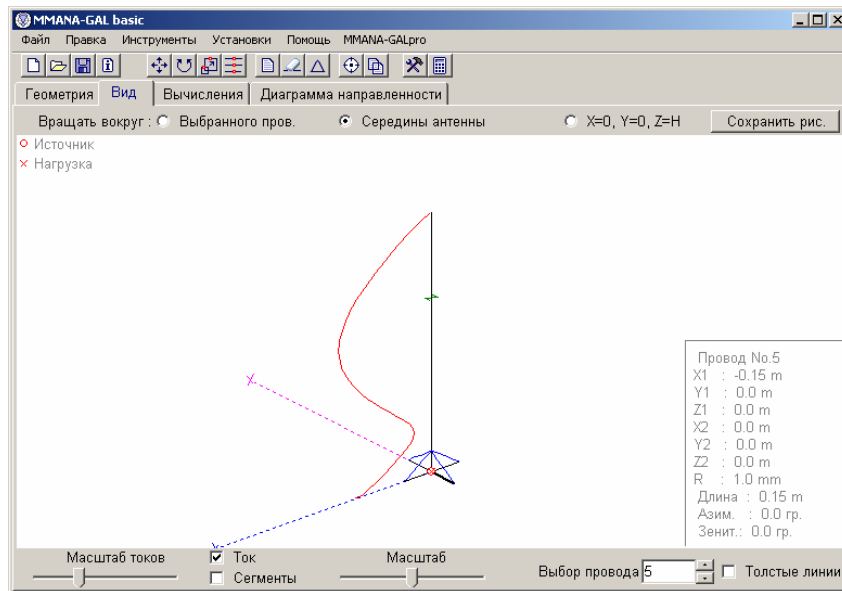 MMANA-GAL basic
Файл Правка Инструменты Установки Помощь MMANA-GALpro
Геометрия Вид Вычисления Диаграмма направленности
Вращать вокруг : Выбранного пров. Середины антенны X=0, Y=0, Z=H Сохранить рис.
Источник
Нагрузка
X
Y
Z
Провод No.5
X1 : -0.15 m
Y1 : 0.0 m
Z1 : 0.0 m
X2 : 0.0 m
Y2 : 0.0 m
Z2 : 0.0 m
R : 1.0 mm
Длина : 0.15 m
Азим. : 0.0 гр.
Зенит.: 0.0 гр.
Масштаб токов Ток Масштаб
Сегменты
Выбор провода 5 Толстые линии